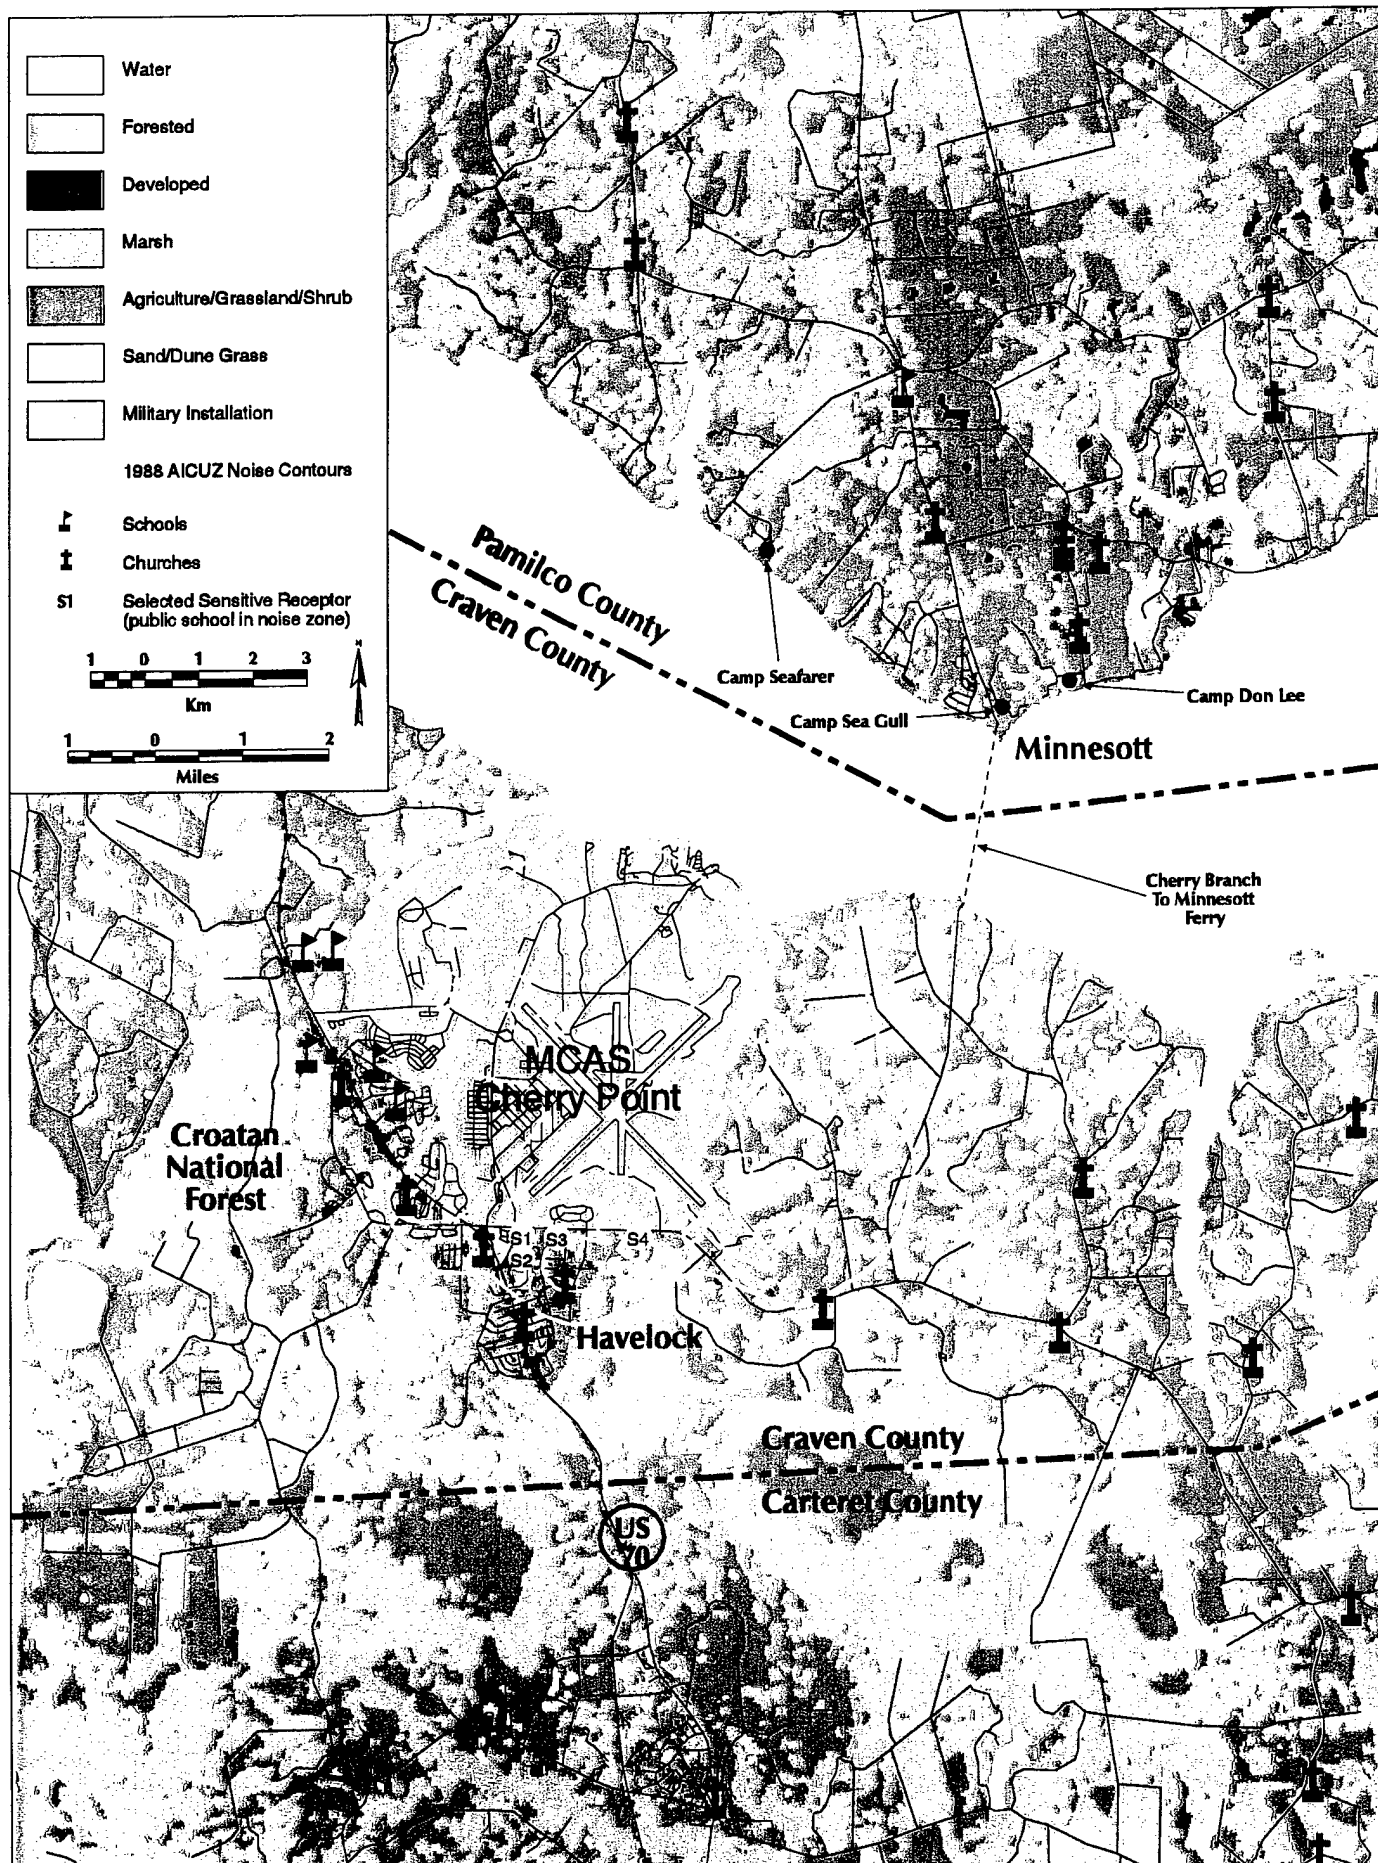 Water
Forested
Developed
Marsh
Agriculture/Grassland/Shrub
Sand/Dune Grass
Military Installation
1988 AICUZ Noise Contours
Schools
Churches
S1 Selected Sensitive Receptor
(public school in noise zone)
1 0 1 2 3
N
Km
1 0 1 2
Miles
Pamilco County
Craven County
Camp Seafarer
Camp Sea Gull
Camp Don Lee
Minnesott
Cherry Branch
To Minnesott
Ferry
MCAS
Cherry Point
Croatan
National
Forest
S1 S3 S4
S2
Havelock
Craven County
Carteret County
US
70